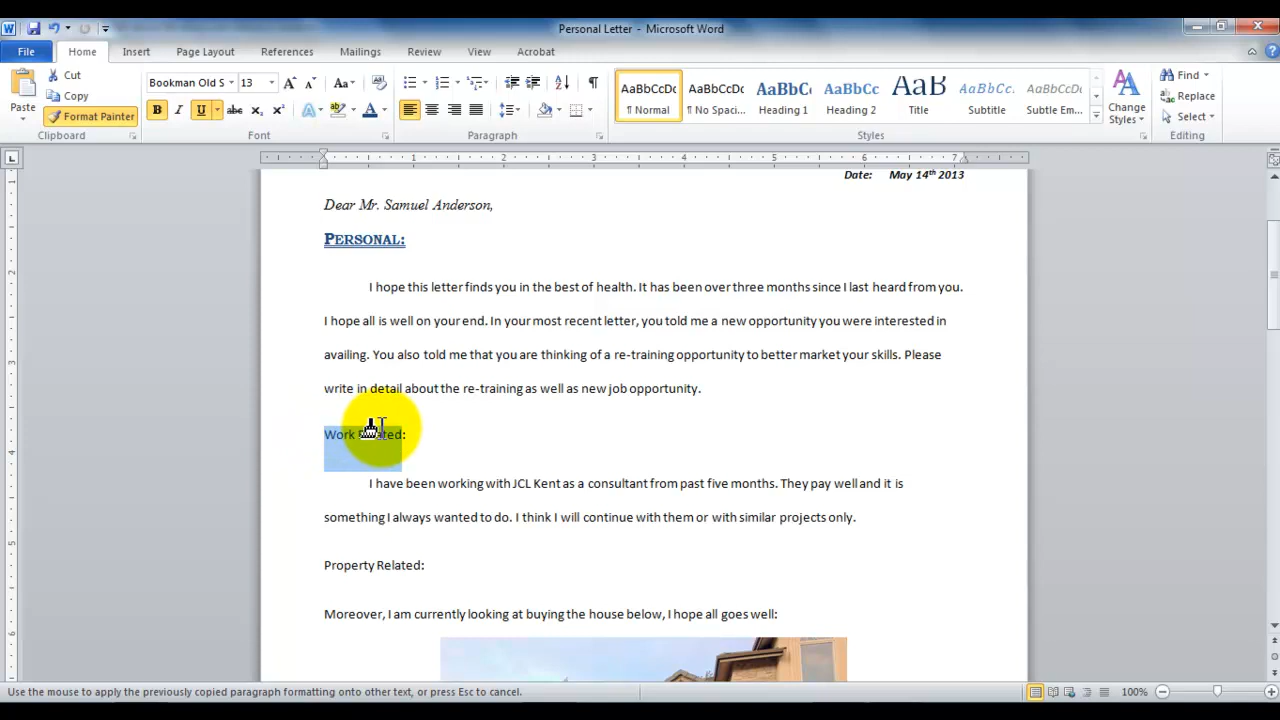 Personal Letter - Microsoft Word
File Home Insert Page Layout References Mailings Review View Acrobat
Paste Cut Copy Format Painter
Bookman Old S 13
AaBbCcDc AaBbCcDc AaBbC AaBbCc AaB AaBbCc. AaBbCcDc
¶ Normal ¶ No Spaci... Heading 1 Heading 2 Title Subtitle Subtle Em...
Change Styles
Find Replace Select
Clipboard Font Paragraph Styles Editing
Date: May 14th 2013
Dear Mr. Samuel Anderson,
PERSONAL:
I hope this letter finds you in the best of health. It has been over three months since I last heard from you.
I hope all is well on your end. In your most recent letter, you told me a new opportunity you were interested in
availing. You also told me that you are thinking of a re-training opportunity to better market your skills. Please
write in detail about the re-training as well as new job opportunity.
Work Related:
I have been working with JCL Kent as a consultant from past five months. They pay well and it is
something I always wanted to do. I think I will continue with them or with similar projects only.
Property Related:
Moreover, I am currently looking at buying the house below, I hope all goes well:
Use the mouse to apply the previously copied paragraph formatting onto other text, or press Esc to cancel.
100%